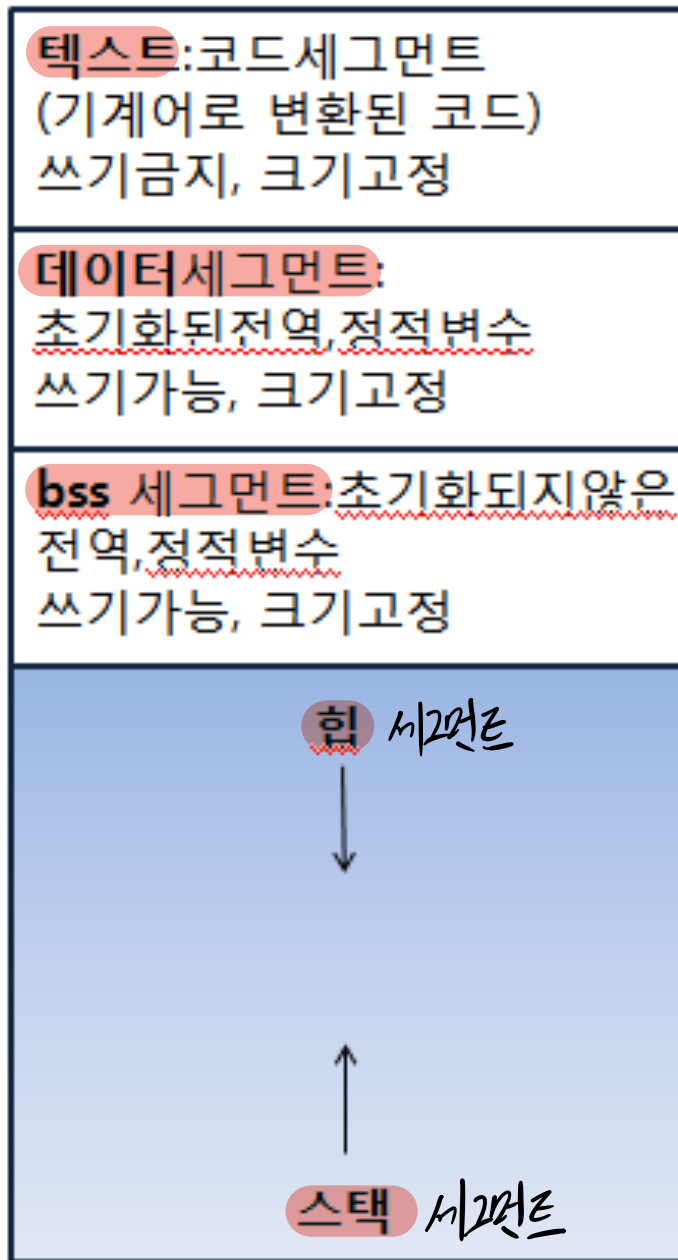 텍스트:코드세그먼트
(기계어로 변환된 코드)
쓰기금지, 크기고정
데이터세그먼트:
초기화된전역,정적변수
쓰기가능, 크기고정
bss 세그먼트:초기화되지않은
전역,정적변수
쓰기가능, 크기고정
힙 세그먼트
스택 세그먼트